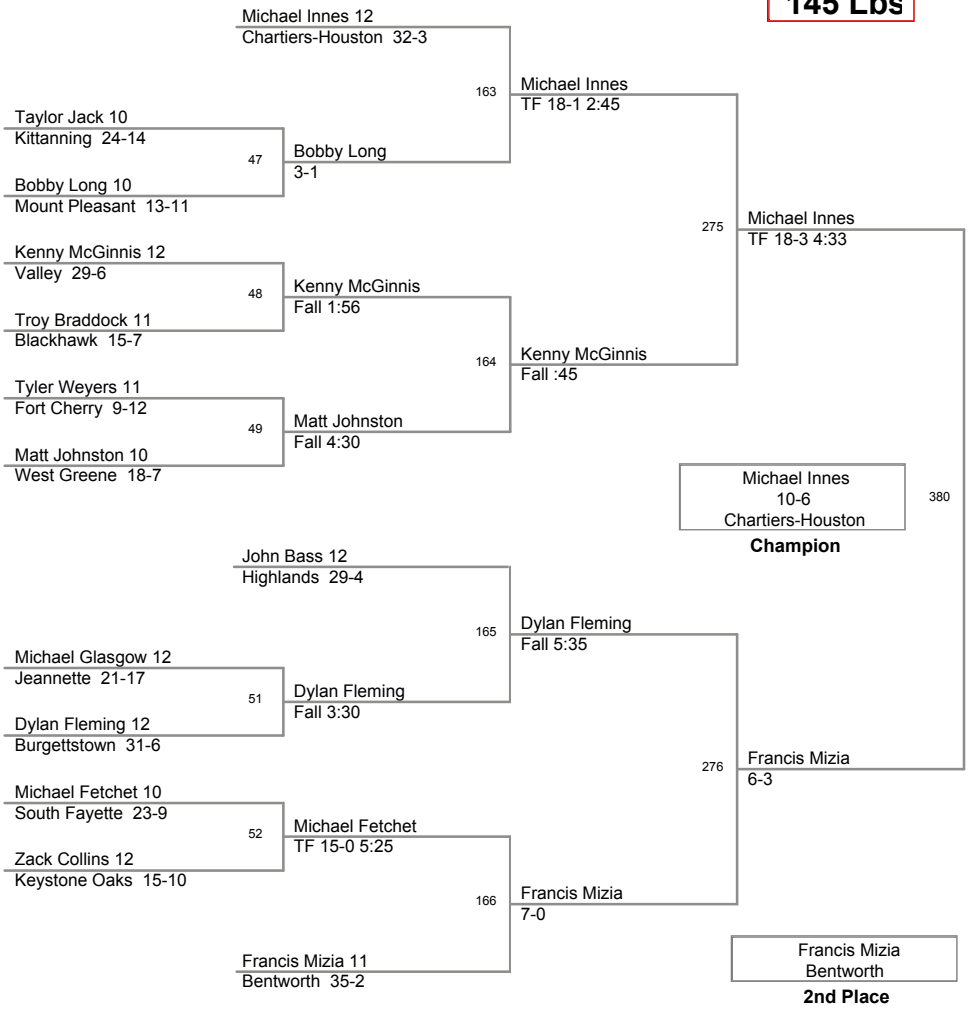 145 Lbs
Michael Innes 12
Chartiers-Houston 32-3
163
Michael Innes
TF 18-1 2:45
Taylor Jack 10
Kittanning 24-14
47
Bobby Long
3-1
Bobby Long 10
Mount Pleasant 13-11
275
Michael Innes
TF 18-3 4:33
Kenny McGinnis 12
Valley 29-6
48
Kenny McGinnis
Fall 1:56
Troy Braddock 11
Blackhawk 15-7
164
Kenny McGinnis
Fall :45
Tyler Weyers 11
Fort Cherry 9-12
49
Matt Johnston
Fall 4:30
Matt Johnston 10
West Greene 18-7
Michael Innes
10-6
Chartiers-Houston
Champion
380
John Bass 12
Highlands 29-4
165
Dylan Fleming
Fall 5:35
Michael Glasgow 12
Jeannette 21-17
51
Dylan Fleming
Fall 3:30
Dylan Fleming 12
Burgettstown 31-6
276
Francis Mizia
6-3
Michael Fetchet 10
South Fayette 23-9
52
Michael Fetchet
TF 15-0 5:25
Zack Collins 12
Keystone Oaks 15-10
166
Francis Mizia
7-0
Francis Mizia 11
Bentworth 35-2
Francis Mizia
Bentworth
2nd Place